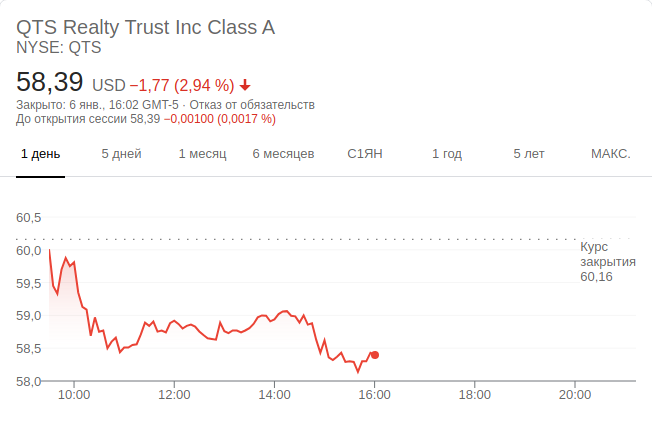 QTS Realty Trust Inc Class A
NYSE: QTS
58,39 USD −1,77 (2,94 %)
Закрыто: 6 янв., 16:02 GMT-5 · Отказ от обязательств
До открытия сессии 58,39 −0,00100 (0,0017 %)
1 день 5 дней 1 месяц 6 месяцев С1ЯН 1 год 5 лет МАКС.
60,5
60,0
59,5
59,0
58,5
58,0
Курс
закрытия
60,16
10:00 12:00 14:00 16:00 18:00 20:00